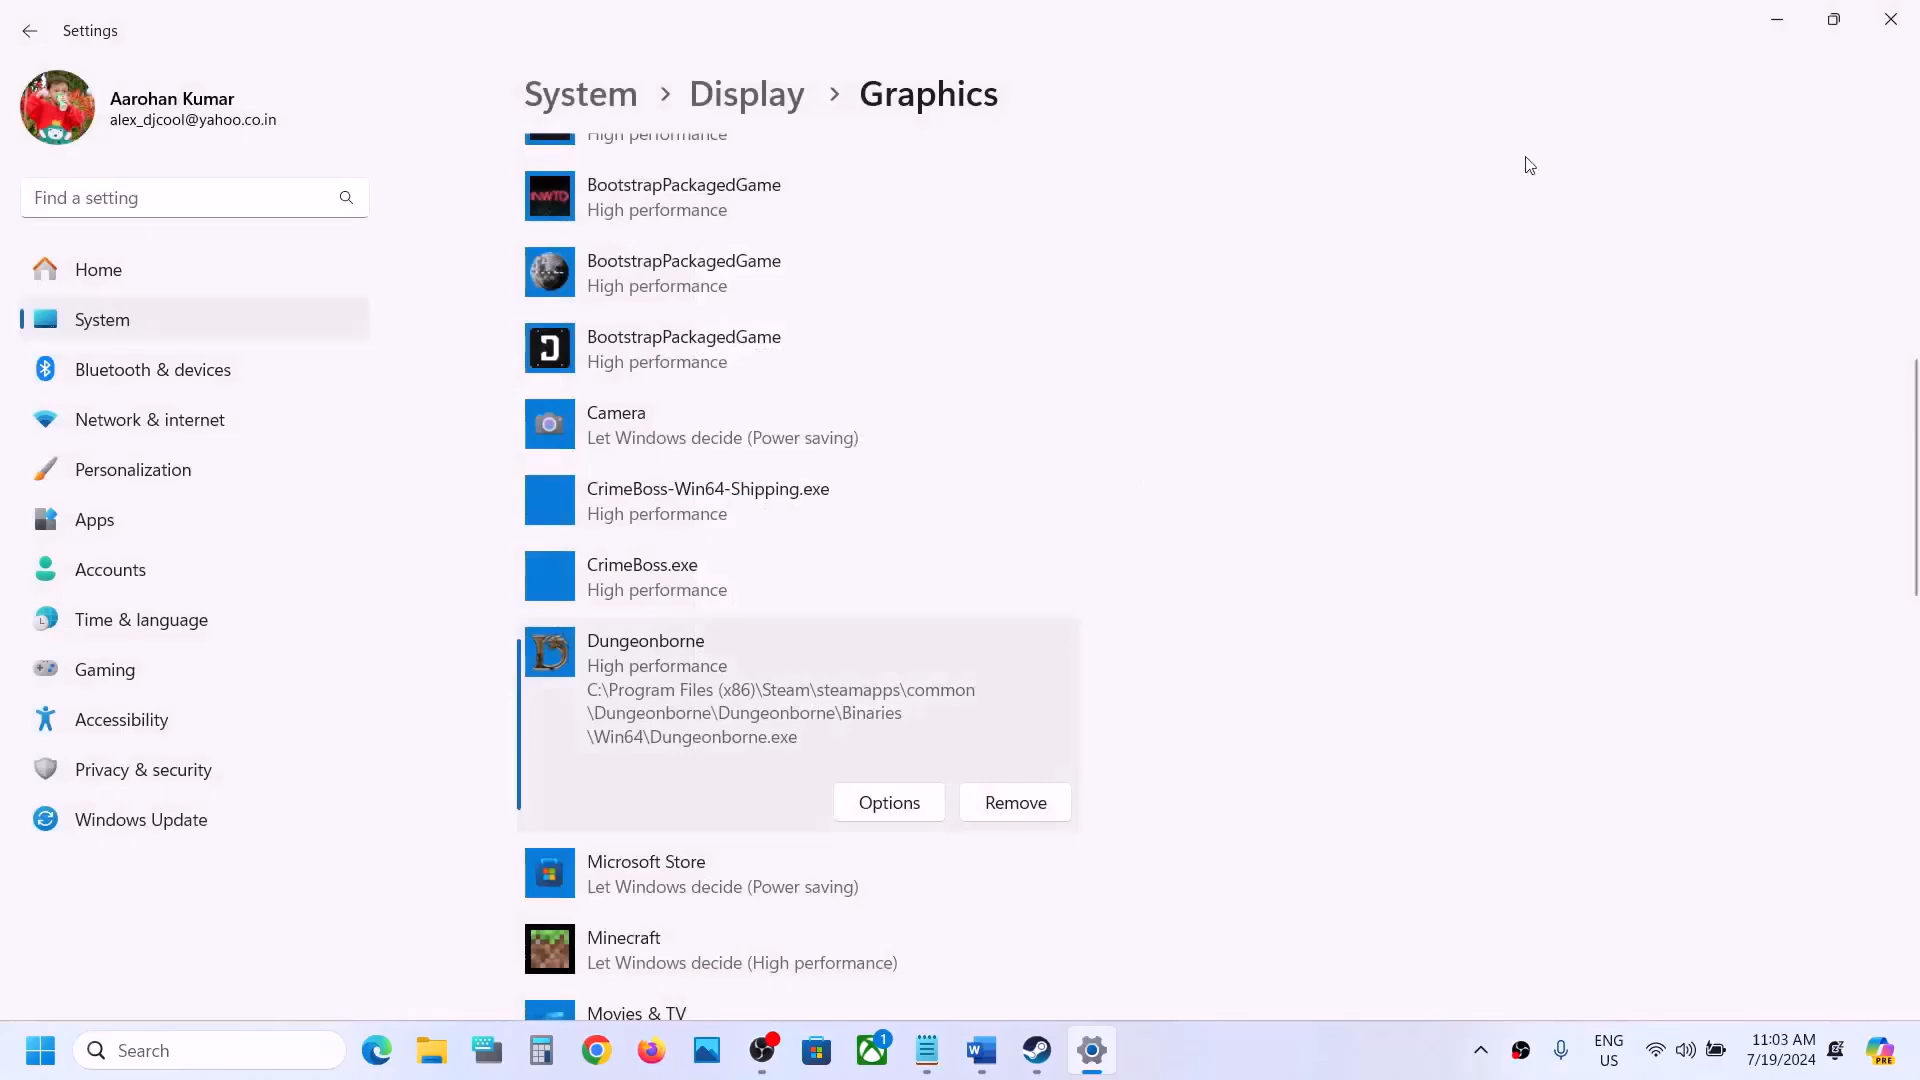 Settings
Aarohan Kumar
alex_djcool@yahoo.co.in
Find a setting
Home
System
Bluetooth & devices
Network & internet
Personalization
Apps
Accounts
Time & language
Gaming
Accessibility
Privacy & security
Windows Update
System > Display > Graphics
High performance
BootstrapPackagedGame
High performance
BootstrapPackagedGame
High performance
BootstrapPackagedGame
High performance
Camera
Let Windows decide (Power saving)
CrimeBoss-Win64-Shipping.exe
High performance
CrimeBoss.exe
High performance
Dungeonborne
High performance
C:\Program Files (x86)\Steam\steamapps\common
\Dungeonborne\Dungeonborne\Binaries
\Win64\Dungeonborne.exe
Options
Remove
Microsoft Store
Let Windows decide (Power saving)
Minecraft
Let Windows decide (High performance)
Movies & TV
Search
1
ENG
US
11:03 AM
7/19/2024
PRE